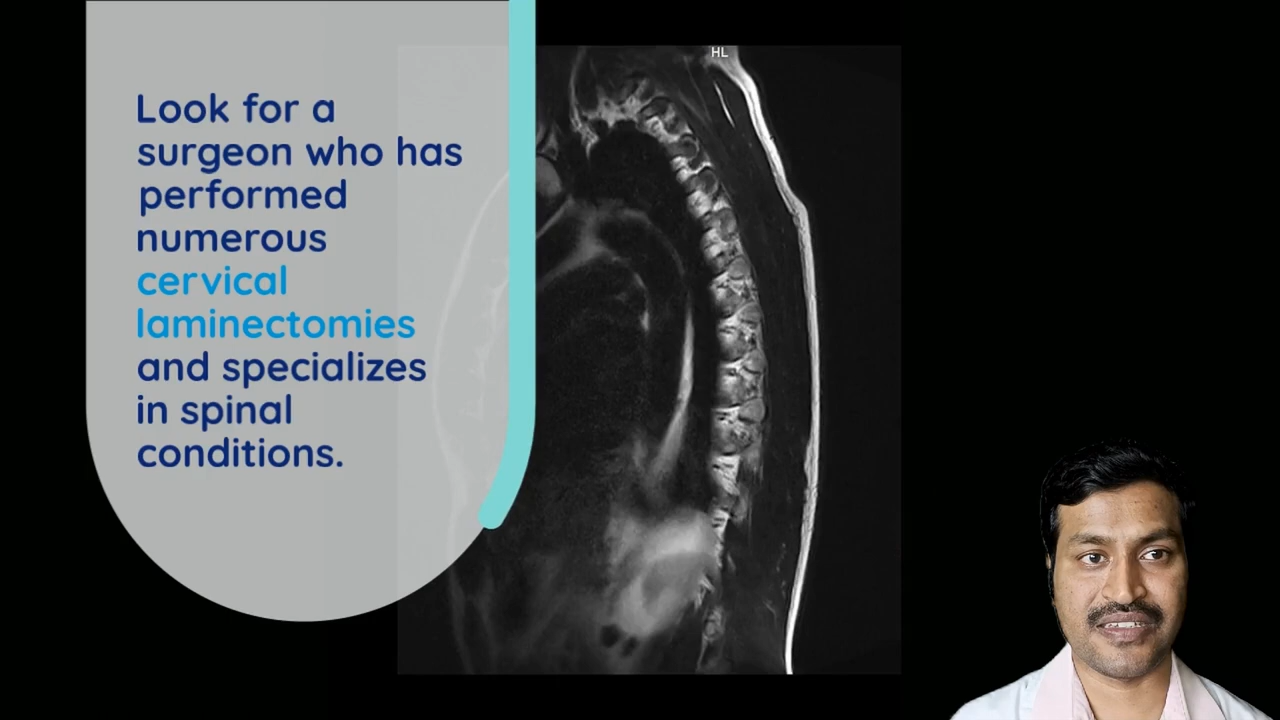 Look for a
surgeon who has
performed
numerous
cervical
laminectomies
and specializes
in spinal
conditions.
HL